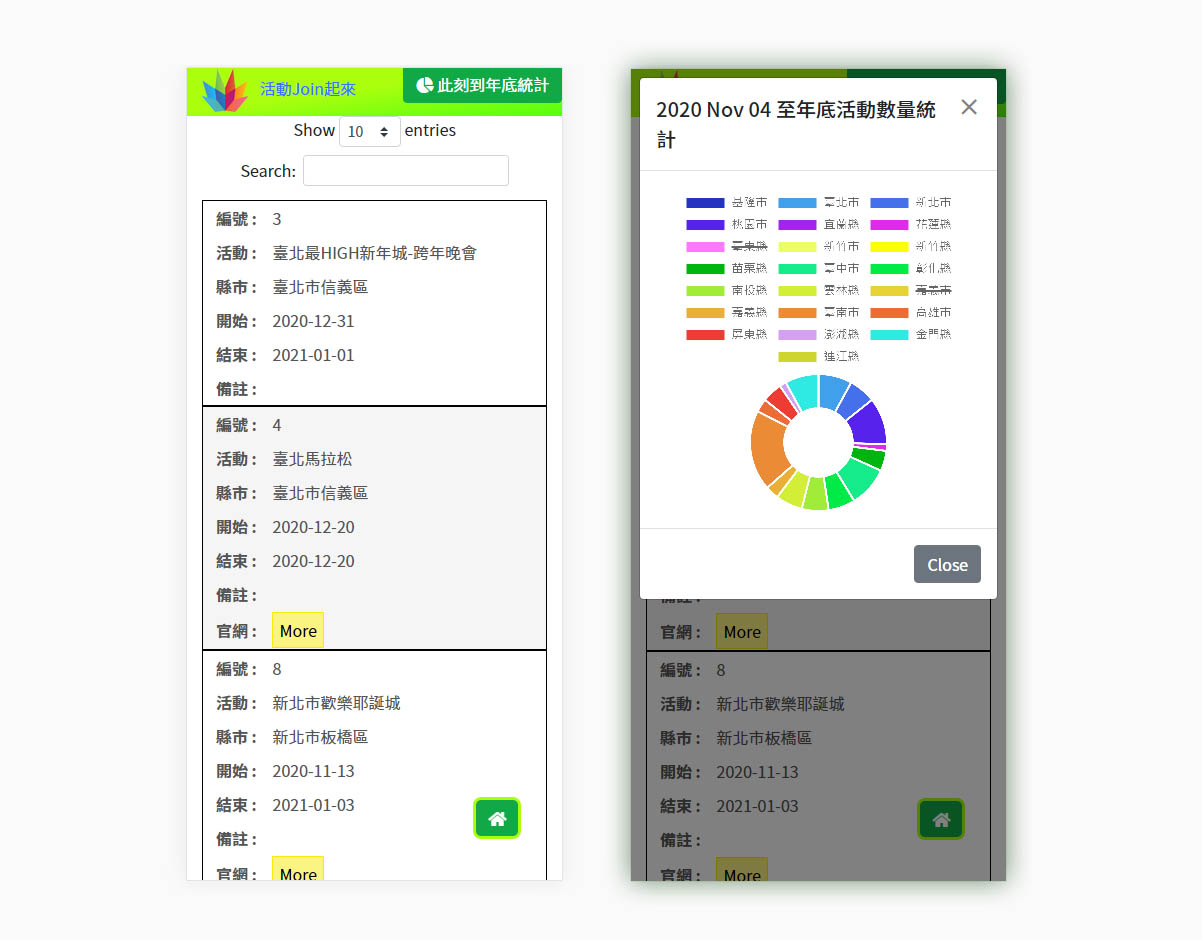 活動Join起來
此刻到年底統計
Show 10 entries
Search:
編號： 3
活動： 臺北最HIGH新年城-跨年晚會
縣市： 臺北市信義區
開始： 2020-12-31
結束： 2021-01-01
備註：
編號： 4
活動： 臺北馬拉松
縣市： 臺北市信義區
開始： 2020-12-20
結束： 2020-12-20
備註：
官網： More
編號： 8
活動： 新北市歡樂耶誕城
縣市： 新北市板橋區
開始： 2020-11-13
結束： 2021-01-03
備註：
官網： More
2020 Nov 04 至年底活動數量統
計
×
基隆市 臺北市 新北市
桃園市 宜蘭縣 花蓮縣
臺東縣 新竹市 新竹縣
苗栗縣 臺中市 彰化縣
南投縣 雲林縣 嘉義市
嘉義縣 臺南市 高雄市
屏東縣 澎湖縣 金門縣
連江縣
Close
備註：
官網： More
編號： 8
活動： 新北市歡樂耶誕城
縣市： 新北市板橋區
開始： 2020-11-13
結束： 2021-01-03
備註：
官網： More